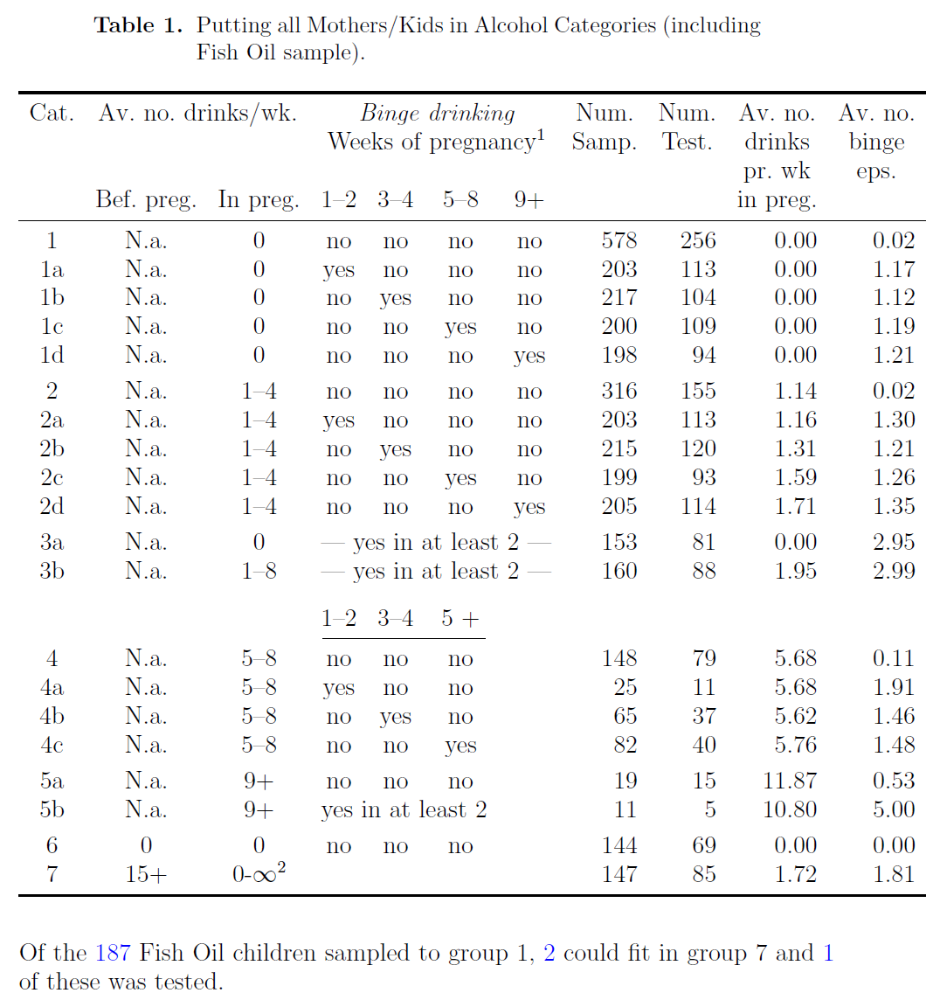 Table 1. Putting all Mothers/Kids in Alcohol Categories (including
Fish Oil sample).
Cat. Av. no. drinks/wk. Binge drinking Num. Num. Av. no. Av. no.
Weeks of pregnancy¹ Samp. Test. drinks binge
pr. wk eps.
Bef. preg. In preg. 1–2 3–4 5–8 9+ in preg.
1 N.a. 0 no no no no 578 256 0.00 0.02
1a N.a. 0 yes no no no 203 113 0.00 1.17
1b N.a. 0 no yes no no 217 104 0.00 1.12
1c N.a. 0 no no yes no 200 109 0.00 1.19
1d N.a. 0 no no no yes 198 94 0.00 1.21
2 N.a. 1–4 no no no no 316 155 1.14 0.02
2a N.a. 1–4 yes no no no 203 113 1.16 1.30
2b N.a. 1–4 no yes no no 215 120 1.31 1.21
2c N.a. 1–4 no no yes no 199 93 1.59 1.26
2d N.a. 1–4 no no no yes 205 114 1.71 1.35
3a N.a. 0 — yes in at least 2 — 153 81 0.00 2.95
3b N.a. 1–8 — yes in at least 2 — 160 88 1.95 2.99
1–2 3–4 5 +
4 N.a. 5–8 no no no 148 79 5.68 0.11
4a N.a. 5–8 yes no no 25 11 5.68 1.91
4b N.a. 5–8 no yes no 65 37 5.62 1.46
4c N.a. 5–8 no no yes 82 40 5.76 1.48
5a N.a. 9+ no no no 19 15 11.87 0.53
5b N.a. 9+ yes in at least 2 11 5 10.80 5.00
6 0 0 no no no 144 69 0.00 0.00
7 15+ 0-∞² 147 85 1.72 1.81
Of the 187 Fish Oil children sampled to group 1, 2 could fit in group 7 and 1
of these was tested.